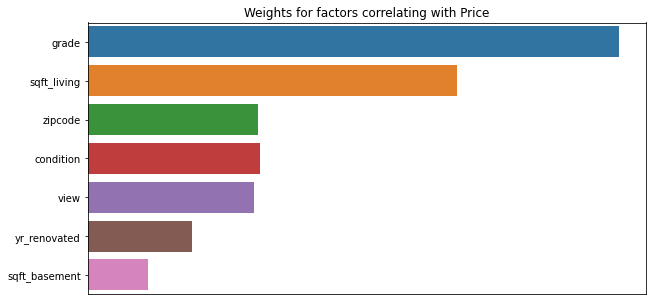 Weights for factors correlating with Price
grade
sqft_living
zipcode
condition
view
yr_renovated
sqft_basement